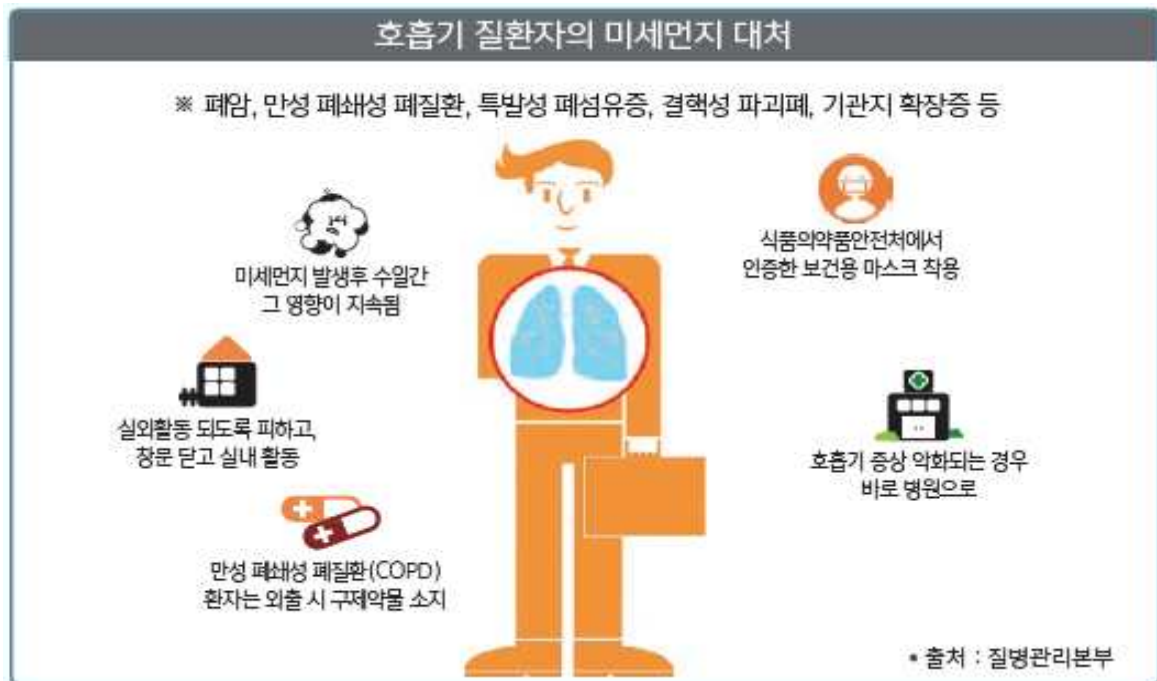 호흡기 질환자의 미세먼지 대처
※ 폐암, 만성 폐쇄성 폐질환, 특발성 폐섬유증, 결핵성 파괴폐, 기관지 확장증 등
미세먼지 발생후 수일간
그 영향이 지속됨
식품의약품안전처에서
인증한 보건용 마스크 착용
실외활동 되도록 피하고,
창문 닫고 실내 활동
호흡기 증상 악화되는 경우
바로 병원으로
만성 폐쇄성 폐질환(COPD)
환자는 외출 시 구제약물 소지
• 출처 : 질병관리본부